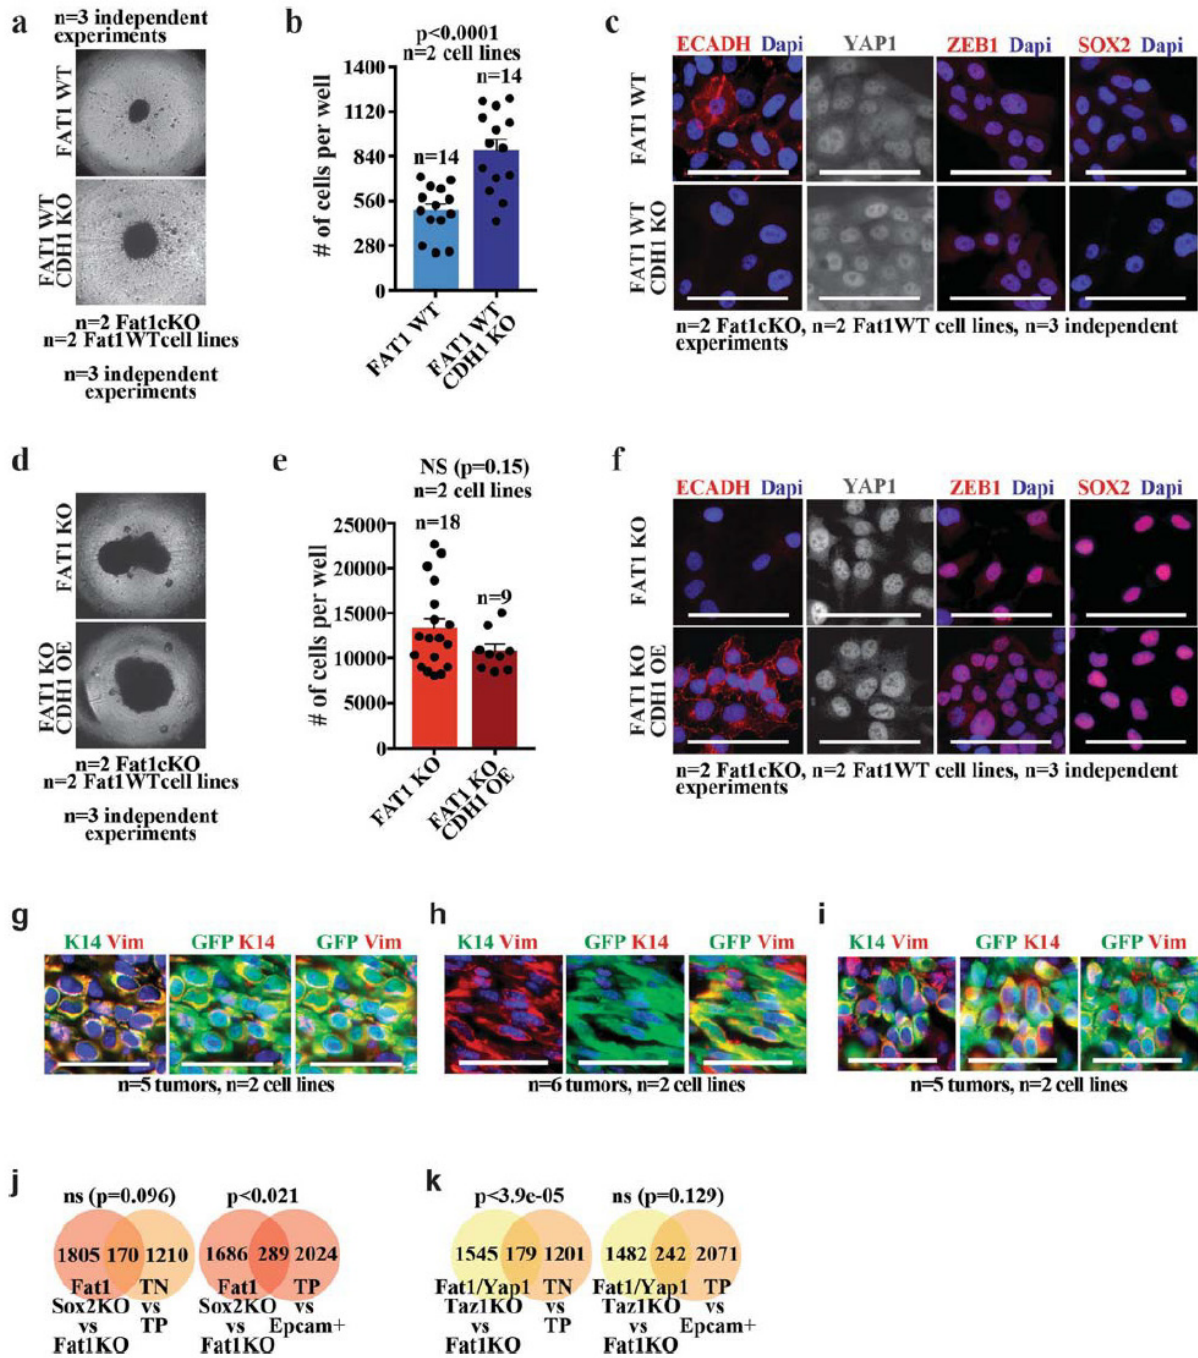 a
n=3 independent
experiments
FAT1 WT
FAT1 WT
CDH1 KO
n=2 Fat1cKO
n=2 Fat1WTcell lines
n=3 independent
experiments
b
p<0.0001
n=2 cell lines
# of cells per well
1400
1120
840
560
280
0
n=14
n=14
FAT1 WT
FAT1 WT
CDH1 KO
c
ECADH Dapi
YAP1
ZEB1 Dapi
SOX2 Dapi
FAT1 WT
FAT1 WT
CDH1 KO
n=2 Fat1cKO, n=2 Fat1WT cell lines, n=3 independent
experiments
d
FAT1 KO
FAT1 KO
CDH1 OE
n=2 Fat1cKO
n=2 Fat1WTcell lines
n=3 independent
experiments
e
NS (p=0.15)
n=2 cell lines
# of cells per well
25000
20000
15000
10000
5000
0
n=18
n=9
FAT1 KO
FAT1 KO
CDH1 OE
f
ECADH Dapi
YAP1
ZEB1 Dapi
SOX2 Dapi
FAT1 KO
FAT1 KO
CDH1 OE
n=2 Fat1cKO, n=2 Fat1WT cell lines, n=3 independent
experiments
g
K14 Vim
GFP K14
GFP Vim
n=5 tumors, n=2 cell lines
h
K14 Vim
GFP K14
GFP Vim
n=6 tumors, n=2 cell lines
i
K14 Vim
GFP K14
GFP Vim
n=5 tumors, n=2 cell lines
j
ns (p=0.096)
1805 170 1210
Fat1
Sox2KO
vs
Fat1KO
TN
vs
TP
p<0.021
1686 289 2024
Fat1
Sox2KO
vs
Fat1KO
TP
vs
Epcam+
k
p<3.9e-05
1545 179 1201
Fat1/Yap1
Taz1KO
vs
Fat1KO
TN
vs
TP
ns (p=0.129)
1482 242 2071
Fat1/Yap1
Taz1KO
vs
Fat1KO
TP
vs
Epcam+